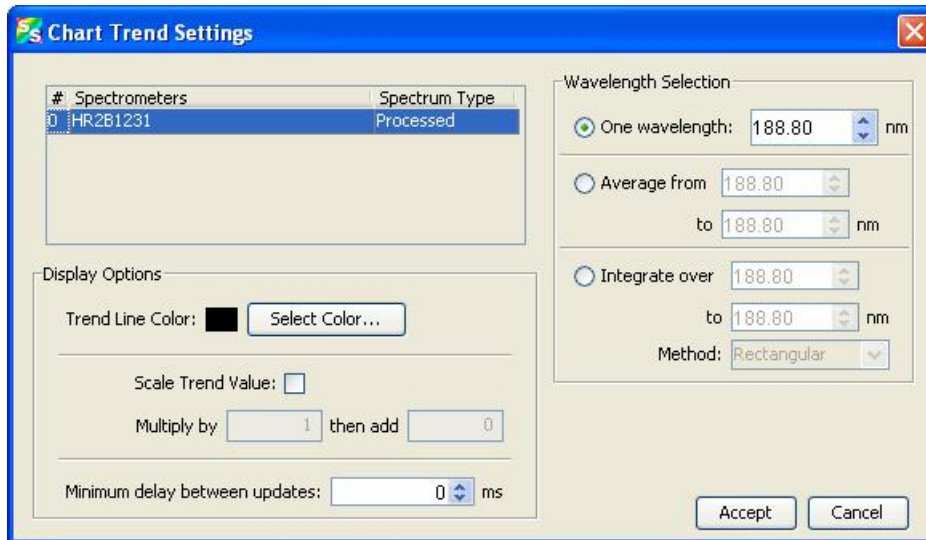 Chart Trend Settings
# Spectrometers Spectrum Type
0 HR2B1231 Processed
Wavelength Selection
One wavelength: 188.80 nm
Average from 188.80
to 188.80 nm
Integrate over 188.80
to 188.80 nm
Method: Rectangular
Display Options
Trend Line Color: Select Color...
Scale Trend Value:
Multiply by 1 then add 0
Minimum delay between updates: 0 ms
Accept Cancel